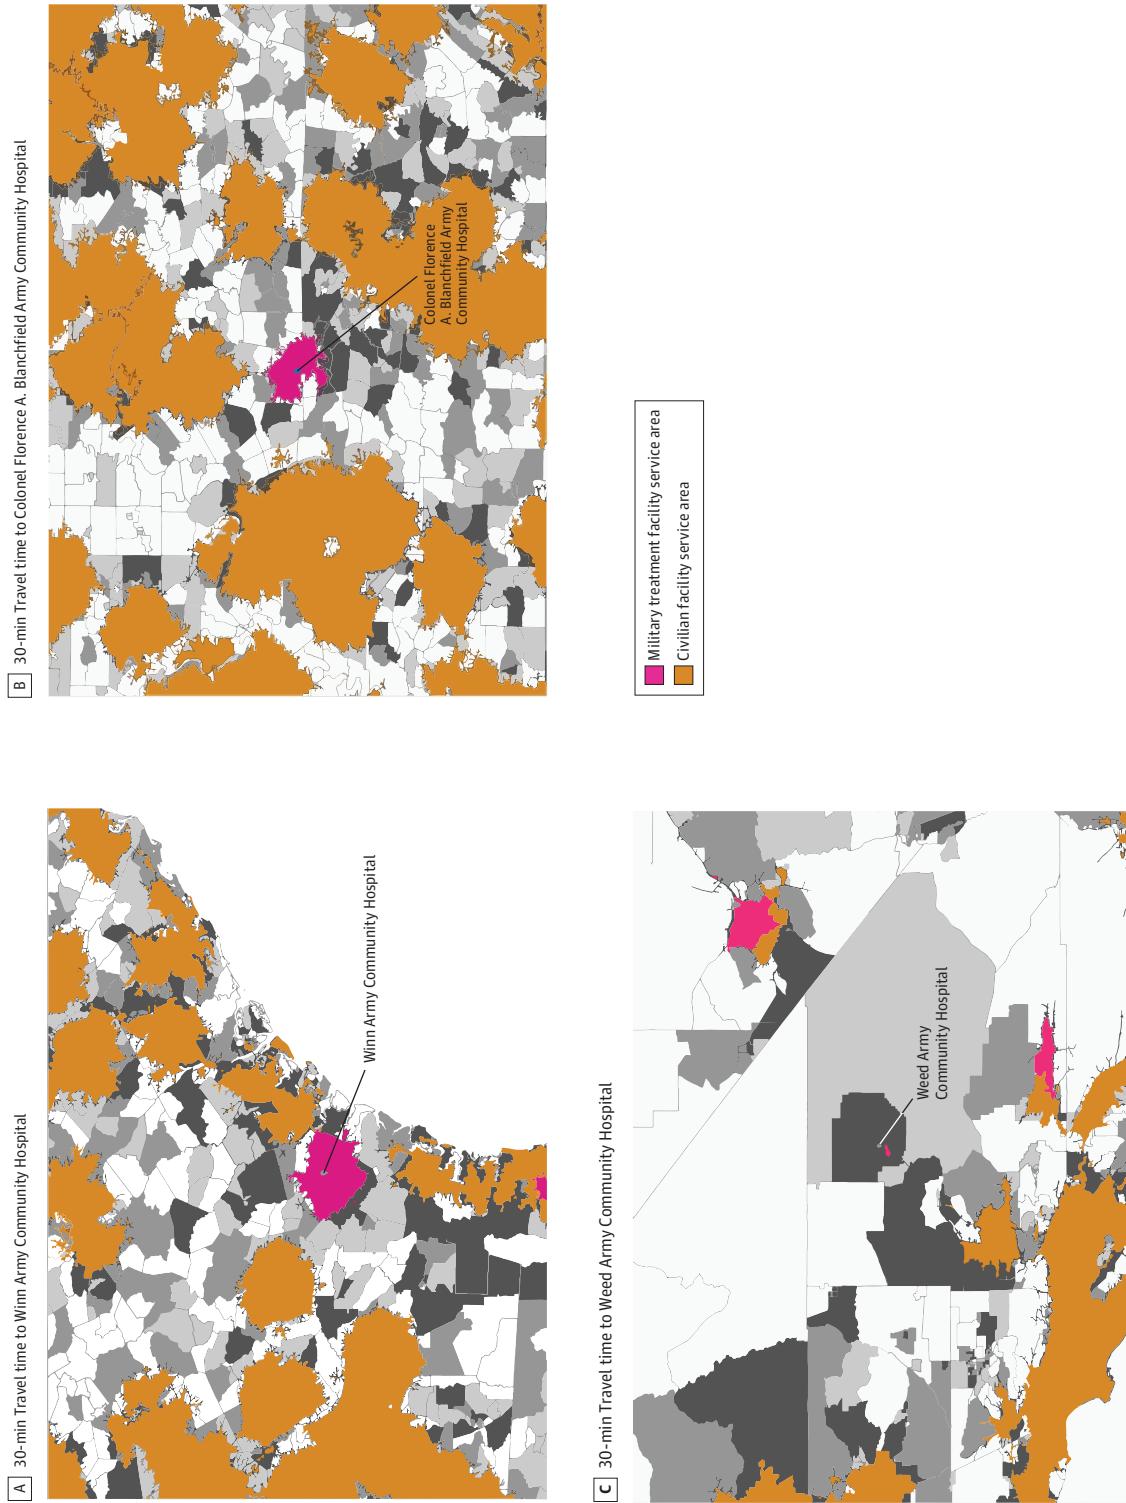 A 30-min Travel time to Winn Army Community Hospital
Winn Army Community Hospital
B 30-min Travel time to Colonel Florence A. Blanchfield Army Community Hospital
Colonel Florence
A. Blanchfield Army
Community Hospital
C 30-min Travel time to Weed Army Community Hospital
Weed Army
Community Hospital
Military treatment facility service area
Civilian facility service area